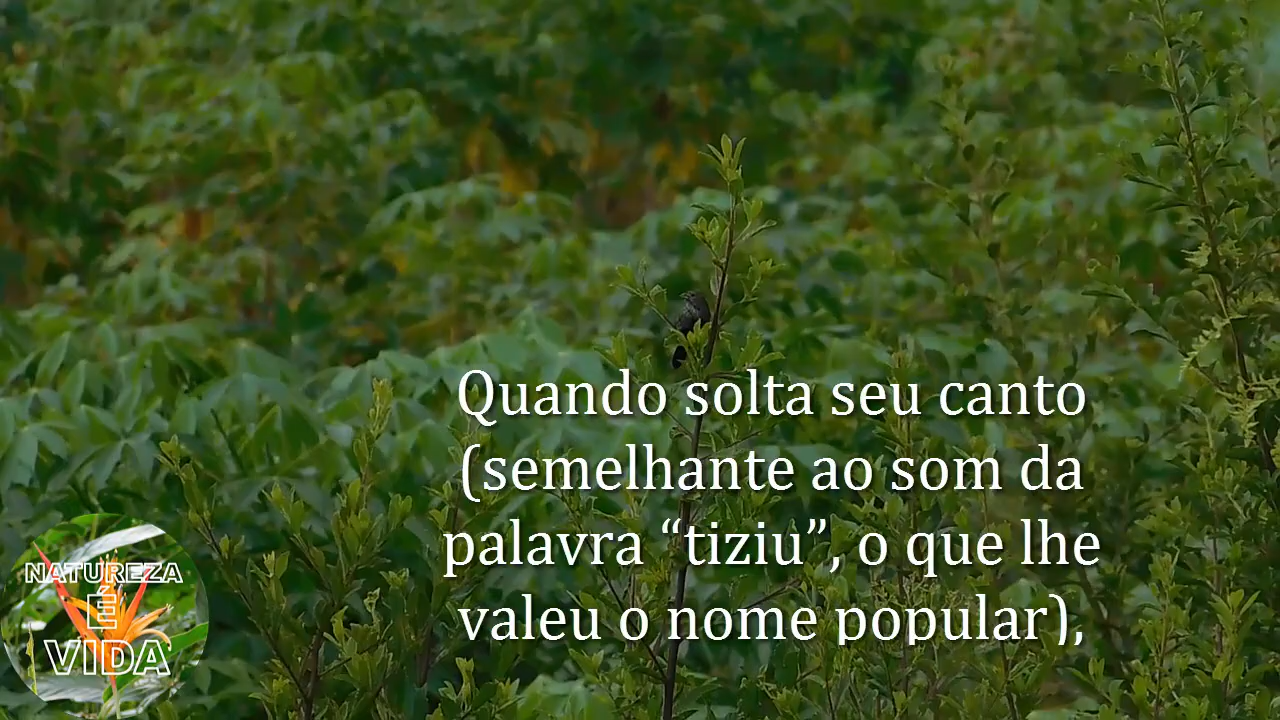 Quando solta seu canto
(semelhante ao som da
palavra “tiziu”, o que lhe
valeu o nome popular),
NATUREZA
É
VIDA